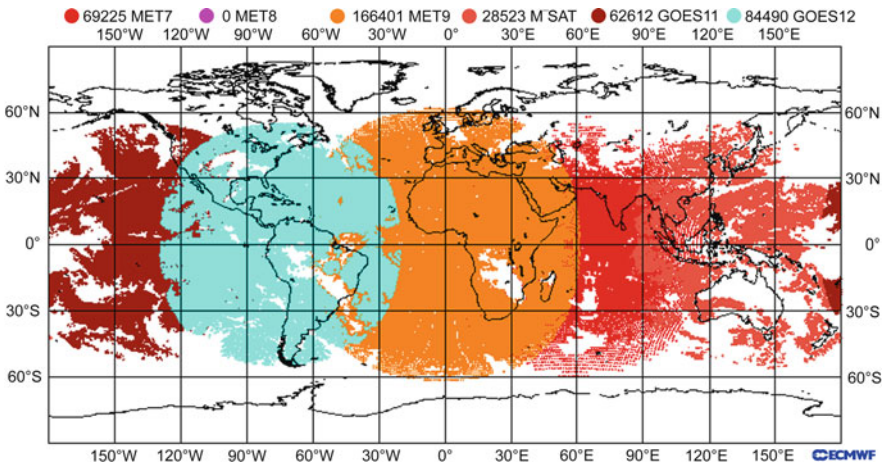 69225 MET7 0 MET8 166401 MET9 28523 M¯SAT 62612 GOES11 84490 GOES12
150°W 120°W 90°W 60°W 30°W 0° 30°E 60°E 90°E 120°E 150°E
60°N 60°N
30°N 30°N
0° 0°
30°S 30°S
60°S 60°S
150°W 120°W 90°W 60°W 30°W 0° 30°E 60°E 90°E 120°E 150°E
ECMWF